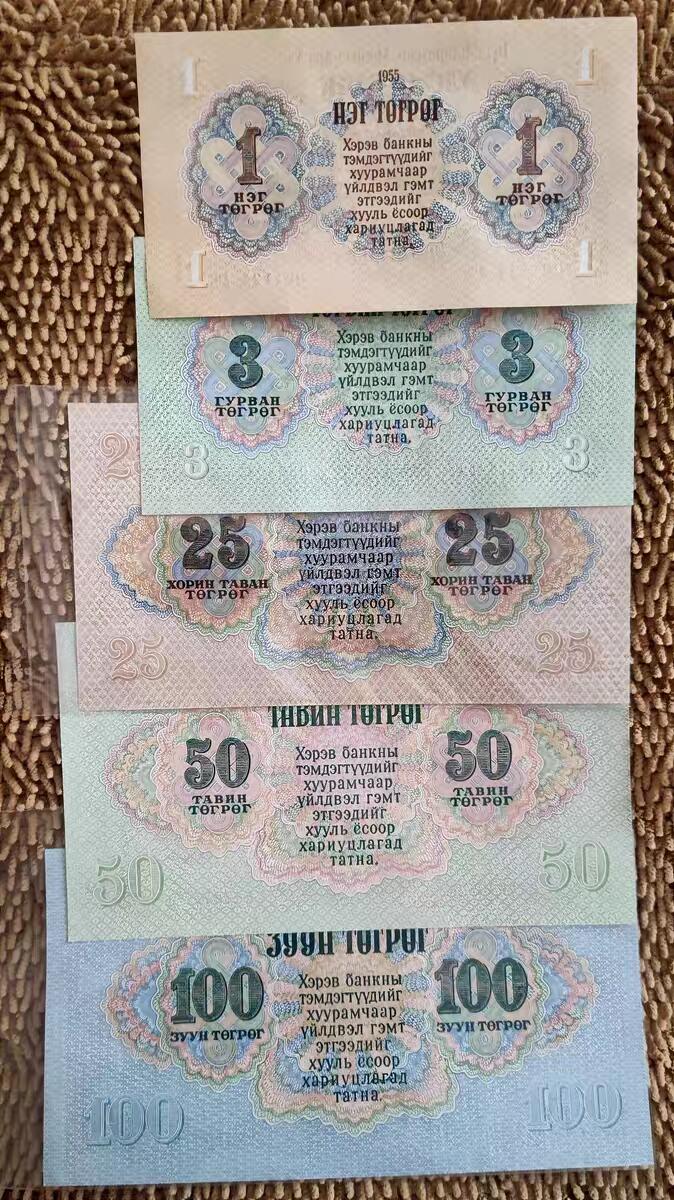 1 1
1955
НЭГ ТӨГРӨГ
1
НЭГ
ТӨГРӨГ
Хэрэв банкны
тэмдэгтүүдийг
хуурамчаар
үйлдвэл гэмт
этгээдийг
хууль ёсоор
хариуцлагад
татна.
1
НЭГ
ТӨГРӨГ
1 1
3
ГУРВАН
ТӨГРӨГ
Хэрэв банкны
тэмдэгтүүдийг
хуурамчаар
үйлдвэл гэмт
этгээдийг
хууль ёсоор
хариуцлагад
татна.
3
ГУРВАН
ТӨГРӨГ
3 3
25
ХОРИН ТАВАН
ТӨГРӨГ
Хэрэв банкны
тэмдэгтүүдийг
хуурамчаар
үйлдвэл гэмт
этгээдийг
хууль ёсоор
хариуцлагад
татна.
25
ХОРИН ТАВАН
ТӨГРӨГ
25 25
ТАВИН ТӨГРӨГ
50
ТАВИН
ТӨГРӨГ
Хэрэв банкны
тэмдэгтүүдийг
хуурамчаар
үйлдвэл гэмт
этгээдийг
хууль ёсоор
хариуцлагад
татна.
50
ТАВИН
ТӨГРӨГ
50 50
ЗУУН ТӨГРӨГ
100
ЗУУН ТӨГРӨГ
Хэрэв банкны
тэмдэгтүүдийг
хуурамчаар
үйлдвэл гэмт
этгээдийг
хууль ёсоор
хариуцлагад
татна.
100
ЗУУН ТӨГРӨГ
100 100